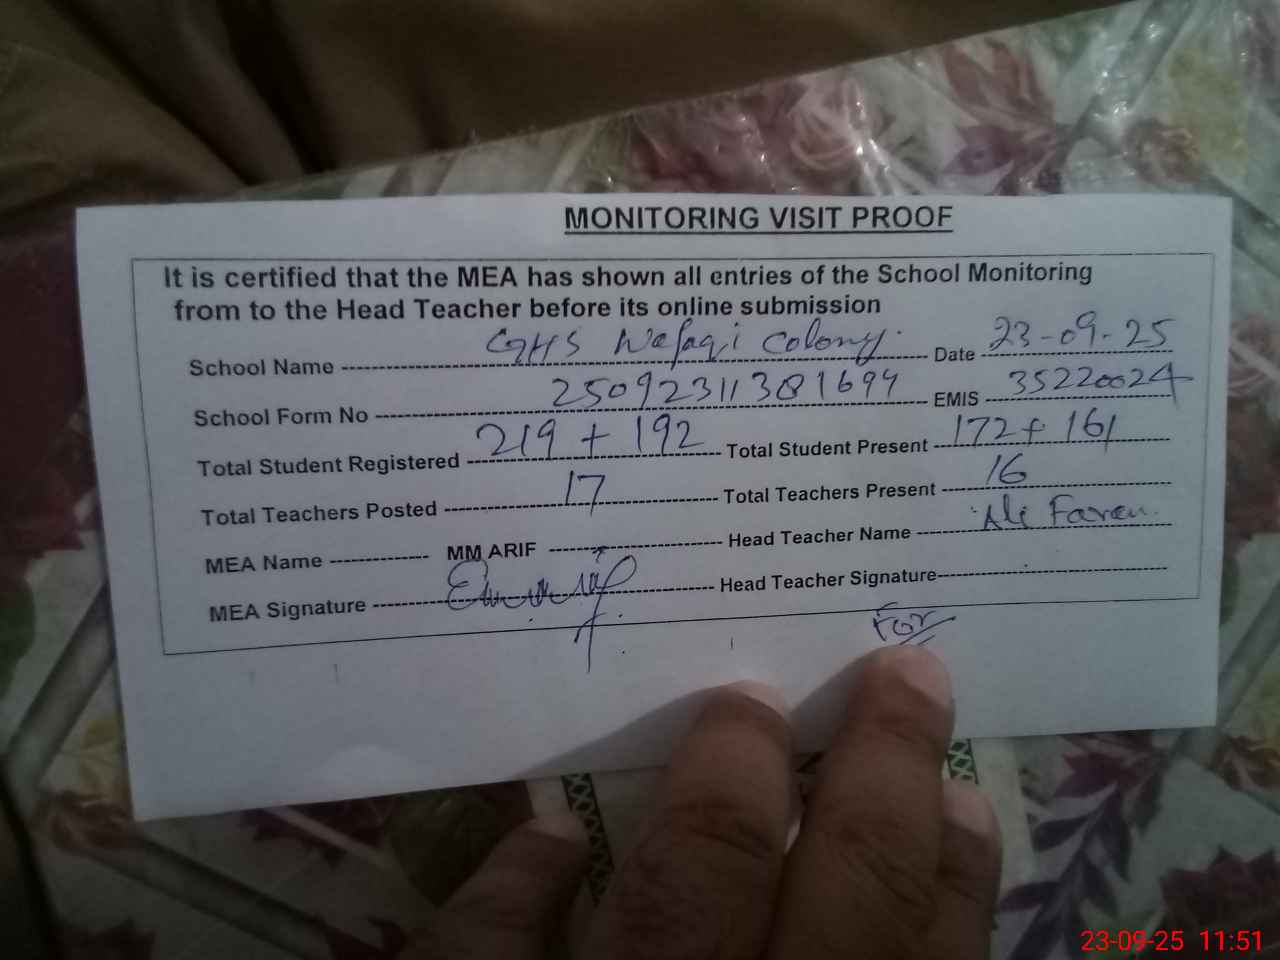 MONITORING VISIT PROOF
It is certified that the MEA has shown all entries of the School Monitoring
from to the Head Teacher before its online submission
School Name GHS Wafaqi Colony. Date 23-09-25
School Form No 25092311381694 EMIS 35220024
Total Student Registered 219 + 192 Total Student Present 172 + 161
Total Teachers Posted 17 Total Teachers Present 16
MEA Name MM ARIF Head Teacher Name Ali
MEA Signature Head Teacher Signature
For
23-09-25 11:51